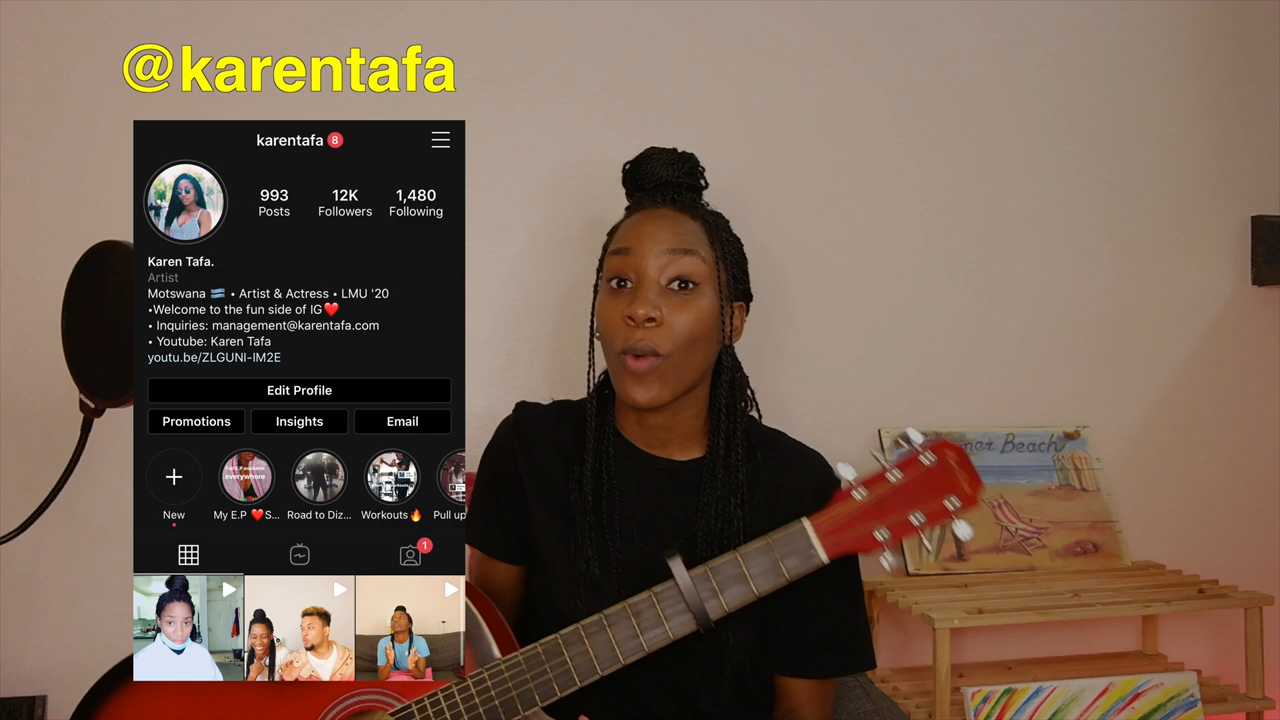 @karentafa
karentafa 8
993 12K 1,480
Posts Followers Following
Karen Tafa.
Artist
Motswana 🇧🇼 • Artist & Actress • LMU '20
•Welcome to the fun side of IG❤️
• Inquiries: management@karentafa.com
• Youtube: Karen Tafa
youtu.be/ZLGUNI-IM2E
Edit Profile
Promotions Insights Email
New My E.P ❤️S... Road to Diz... Workouts🔥 Pull up
1
Beach